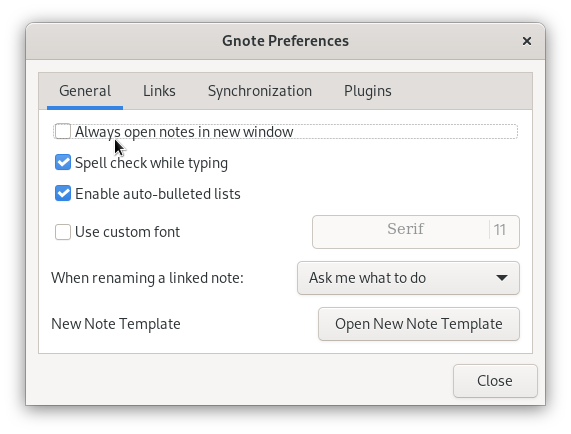 Gnote Preferences
General Links Synchronization Plugins
Always open notes in new window
Spell check while typing
Enable auto-bulleted lists
Use custom font Serif 11
When renaming a linked note: Ask me what to do
New Note Template Open New Note Template
Close